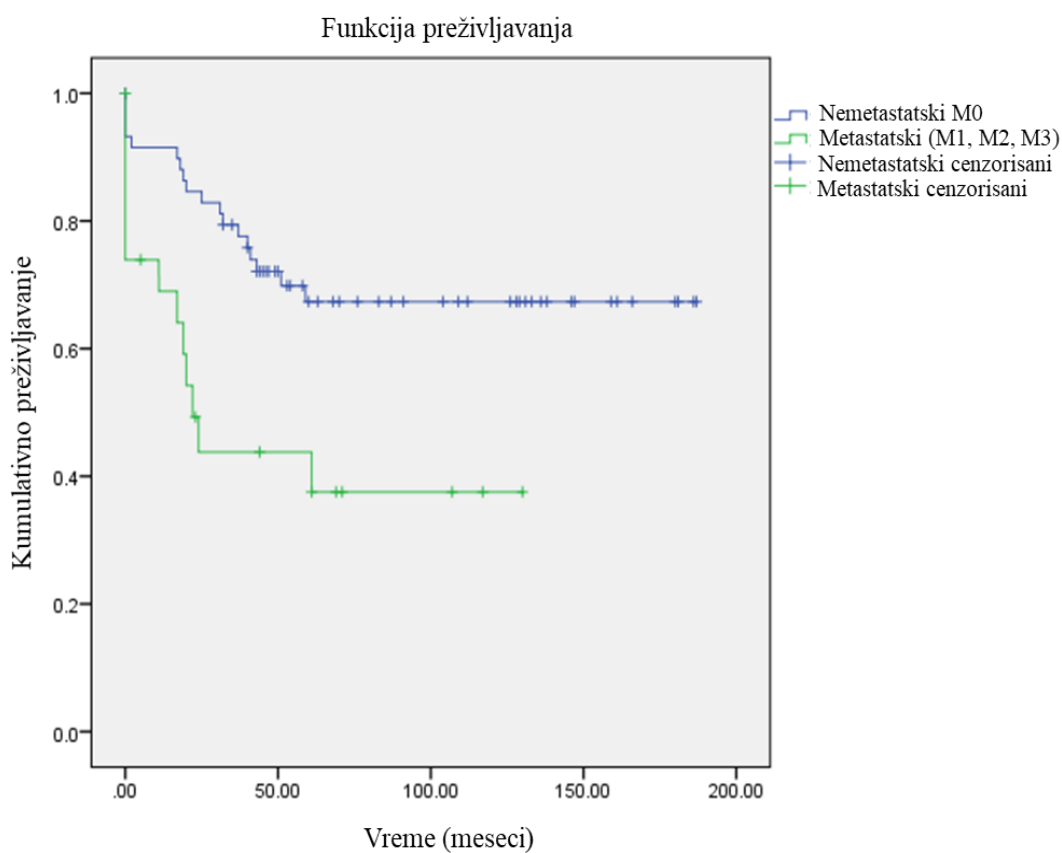 Funkcija preživljavanja
Kumulativno preživljavanje
1.0
0.8
0.6
0.4
0.2
0.0
.00 50.00 100.00 150.00 200.00
Vreme (meseci)
Nemetastatski M0
Metastatski (M1, M2, M3)
Nemetastatski cenzorisani
Metastatski cenzorisani